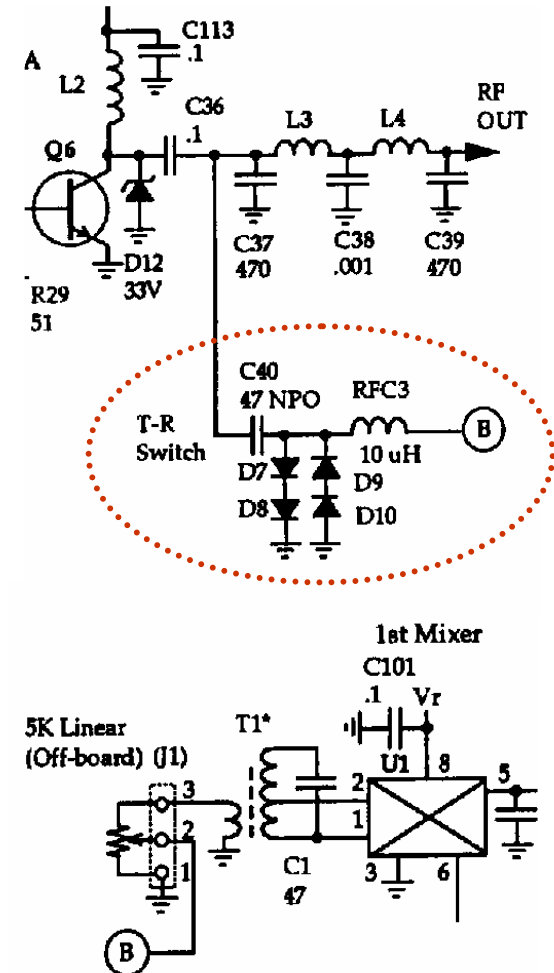 C113
.1
A
L2
C36
.1
L3
L4
RF
OUT
Q6
C37
470
C38
.001
C39
470
D12
33V
R29
51
C40
47 NPO
RFC3
T-R
Switch
B
10 uH
D7
D9
D8
D10
1st Mixer
C101
.1
Vr
5K Linear
(Off-board) (J1)
T1*
U1
8
5
3
2
2
1
1
3
6
C1
47
B